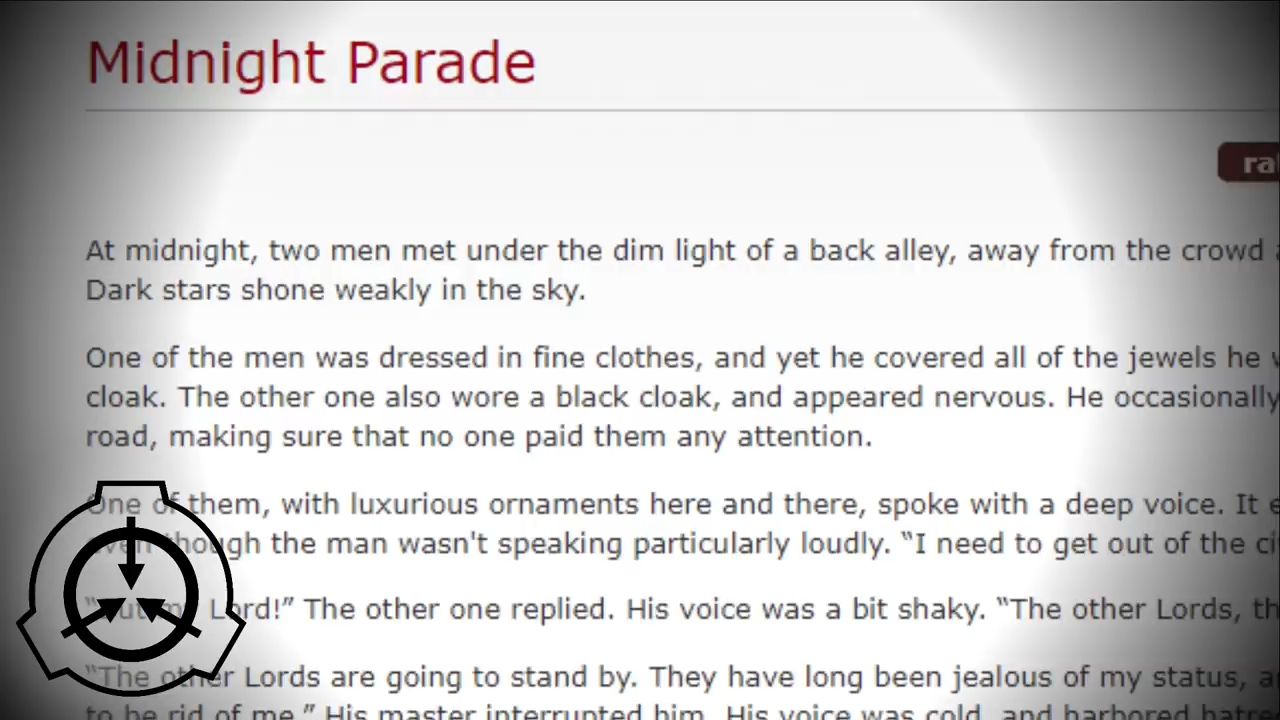 Midnight Parade
At midnight, two men met under the dim light of a back alley, away from the crowd
Dark stars shone weakly in the sky.
One of the men was dressed in fine clothes, and yet he covered all of the jewels he
cloak. The other one also wore a black cloak, and appeared nervous. He occasionally
road, making sure that no one paid them any attention.
One of them, with luxurious ornaments here and there, spoke with a deep voice. It
even though the man wasn't speaking particularly loudly. “I need to get out of the
“But my Lord!” The other one replied. His voice was a bit shaky. “The other Lords,
“The other Lords are going to stand by. They have long been jealous of my status,
to be rid of me.” His master interrupted him. His voice was cold, and harbored